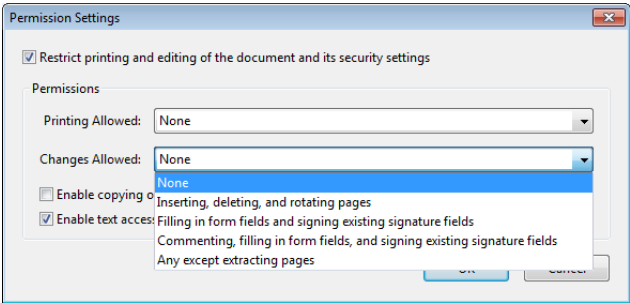 Permission Settings
Restrict printing and editing of the document and its security settings
Permissions
Printing Allowed: None
Changes Allowed: None
None
Inserting, deleting, and rotating pages
Enable copying
Filling in form fields and signing existing signature fields
Enable text
Commenting, filling in form fields, and signing existing signature fields
Any except extracting pages